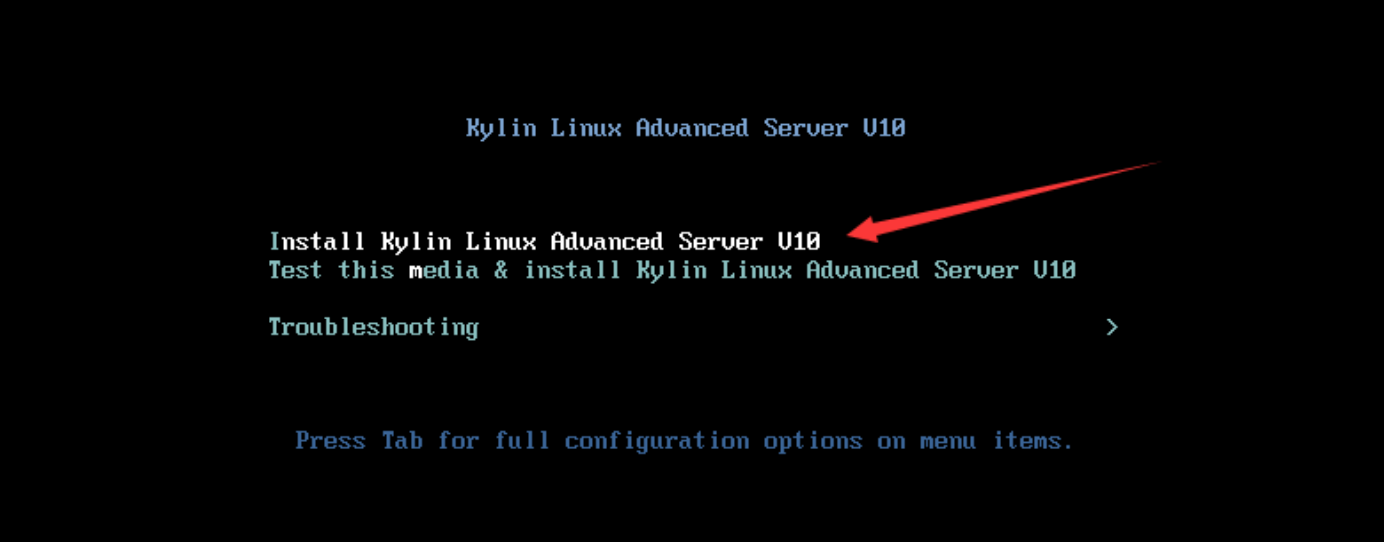 Kylin Linux Advanced Server V10
Install Kylin Linux Advanced Server V10
Test this media & install Kylin Linux Advanced Server V10
Troubleshooting >
Press Tab for full configuration options on menu items.